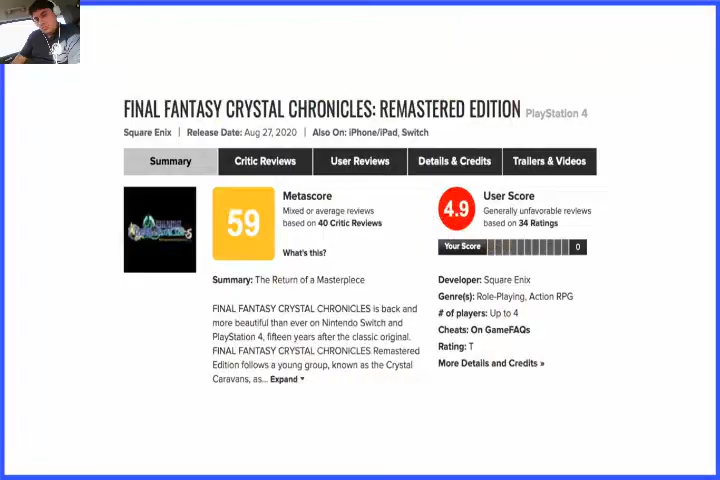 FINAL FANTASY CRYSTAL CHRONICLES: REMASTERED EDITION PlayStation 4
Square Enix | Release Date: Aug 27, 2020 | Also On: iPhone/iPad, Switch
Summary Critic Reviews User Reviews Details & Credits Trailers & Videos
59
Metascore
Mixed or average reviews
based on 40 Critic Reviews
What's this?
4.9
User Score
Generally unfavorable reviews
based on 34 Ratings
Your Score 0
Summary: The Return of a Masterpiece
FINAL FANTASY CRYSTAL CHRONICLES is back and
more beautiful than ever on Nintendo Switch and
PlayStation 4, fifteen years after the classic original.
FINAL FANTASY CRYSTAL CHRONICLES Remastered
Edition follows a young group, known as the Crystal
Caravans, as... Expand
Developer: Square Enix
Genre(s): Role-Playing, Action RPG
# of players: Up to 4
Cheats: On GameFAQs
Rating: T
More Details and Credits »